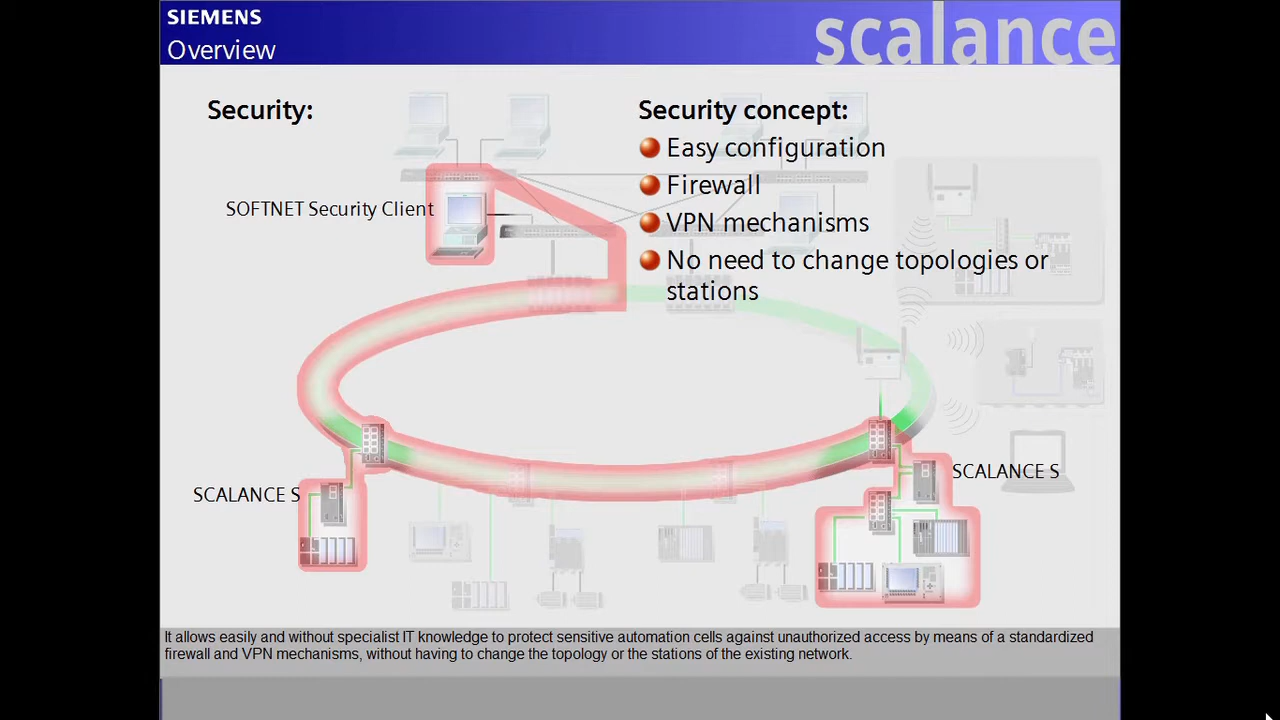 SIEMENS
Overview
scalance
Security:
Security concept:
Easy configuration
Firewall
VPN mechanisms
No need to change topologies or
stations
SOFTNET Security Client
SCALANCE S
SCALANCE S
It allows easily and without specialist IT knowledge to protect sensitive automation cells against unauthorized access by means of a standardized
firewall and VPN mechanisms, without having to change the topology or the stations of the existing network.